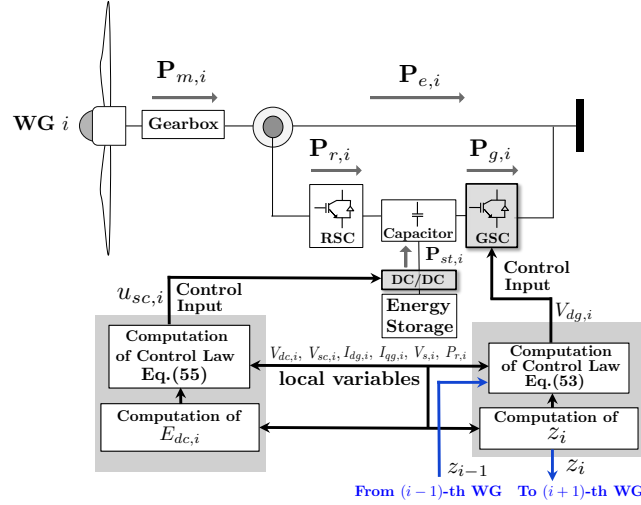 P_{m,i}
P_{e,i}
WG i
Gearbox
P_{r,i}
P_{g,i}
RSC
Capacitor
GSC
P_{st,i}
u_{sc,i}
Control
Input
DC/DC
Energy
Storage
Control
Input
V_{dg,i}
Computation
of Control Law
Eq.(55)
V_{dc,i}, V_{sc,i}, I_{dg,i}, I_{qg,i}, V_{s,i}, P_{r,i}
local variables
Computation
of Control Law
Eq.(53)
Computation of
E_{dc,i}
Computation of
z_i
z_{i-1}
z_i
From (i-1)-th WG
To (i+1)-th WG